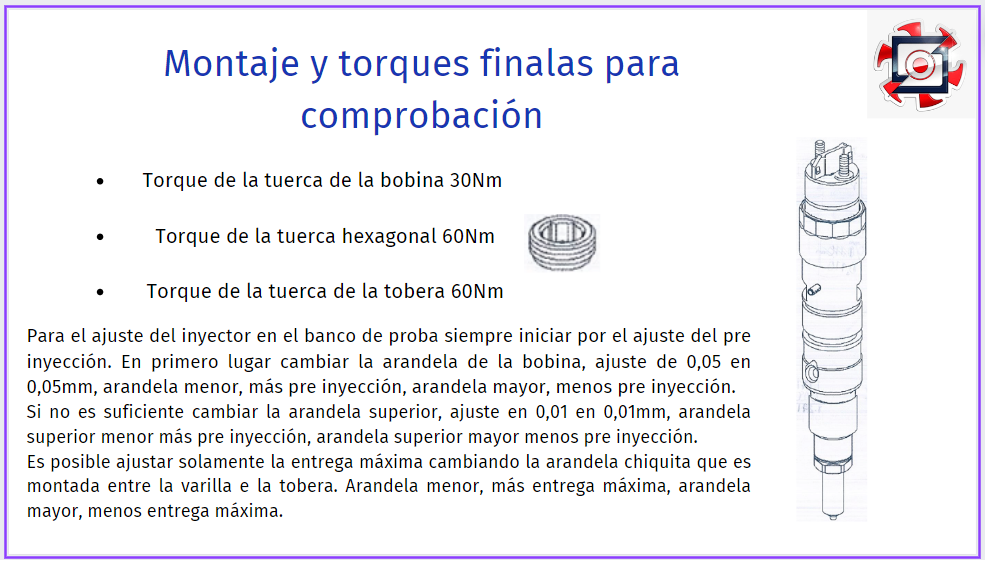 Montaje y torques finalas para
comprobación
• Torque de la tuerca de la bobina 30Nm
• Torque de la tuerca hexagonal 60Nm
• Torque de la tuerca de la tobera 60Nm
Para el ajuste del inyector en el banco de proba siempre iniciar por el ajuste del pre
inyección. En primero lugar cambiar la arandela de la bobina, ajuste de 0,05 en
0,05mm, arandela menor, más pre inyección, arandela mayor, menos pre inyección.
Si no es suficiente cambiar la arandela superior, ajuste en 0,01 en 0,01mm, arandela
superior menor más pre inyección, arandela superior mayor menos pre inyección.
Es posible ajustar solamente la entrega máxima cambiando la arandela chiquita que es
montada entre la varilla e la tobera. Arandela menor, más entrega máxima, arandela
mayor, menos entrega máxima.